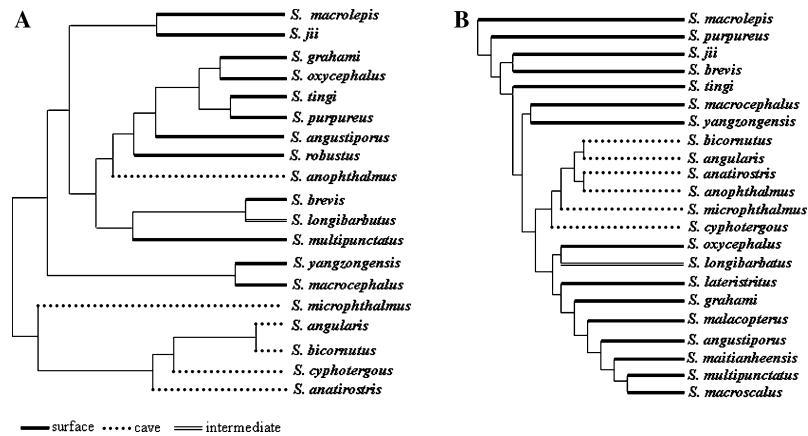 A
S. macrolepis
S. jii
S. grahami
S. oxycephalus
S. tingi
S. purpureus
S. angustiporus
S. robustus
S. anophthalmus
S. brevis
S. longibarbutus
S. multipunctatus
S. yangzongensis
S. macrocephalus
S. microphthalmus
S. angularis
S. bicornutus
S. cyphotergous
S. anatirostris
surface cave intermediate
B
S. macrolepis
S. purpureus
S. jii
S. brevis
S. tingi
S. macrocephalus
S. yangzongensis
S. bicornutus
S. angularis
S. anatirostris
S. anophthalmus
S. microphthalmus
S. cyphotergous
S. oxycephalus
S. longibarbatus
S. lateristritus
S. grahami
S. malacopterus
S. angustiporus
S. maitianheensis
S. multipunctatus
S. macroscalus